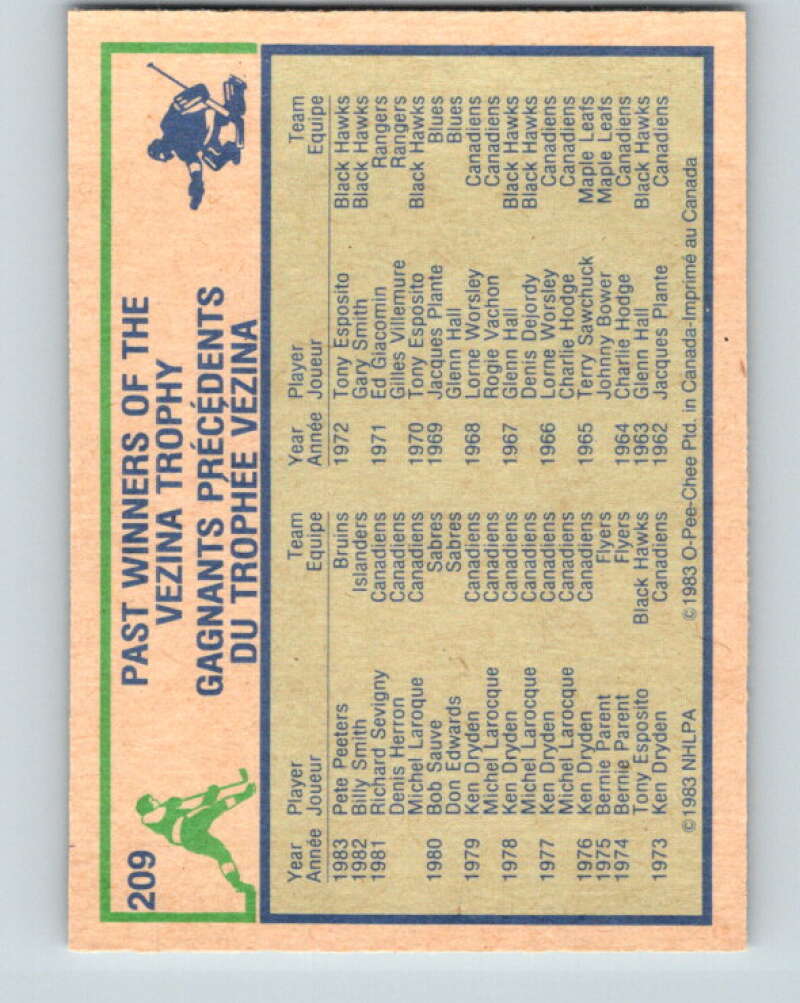 209
PAST WINNERS OF THE
VEZINA TROPHY
GAGNANTS PRÉCÉDENTS
DU TROPHÉE VEZINA
Year Player Team
Année Joueur Equipe
1983 Pete Peeters Bruins
1982 Billy Smith Islanders
1981 Richard Sevigny Canadiens
Denis Herron Canadiens
Michel Laroque Canadiens
1980 Bob Sauve Sabres
Don Edwards Sabres
1979 Ken Dryden Canadiens
Michel Larocque Canadiens
1978 Ken Dryden Canadiens
Michel Larocque Canadiens
1977 Ken Dryden Canadiens
Michel Larocque Canadiens
1976 Ken Dryden Canadiens
1975 Bernie Parent Flyers
1974 Bernie Parent Flyers
Tony Esposito Black Hawks
1973 Ken Dryden Canadiens
Year Player Team
Année Joueur Equipe
1972 Tony Esposito Black Hawks
Gary Smith Black Hawks
1971 Ed Giacomin Rangers
Gilles Villemure Rangers
1970 Tony Esposito Black Hawks
1969 Jacques Plante Blues
Glenn Hall Blues
1968 Lorne Worsley Canadiens
Rogie Vachon Canadiens
1967 Glenn Hall Black Hawks
Denis Dejordy Black Hawks
1966 Lorne Worsley Canadiens
Charlie Hodge Canadiens
1965 Terry Sawchuck Maple Leafs
Johnny Bower Maple Leafs
1964 Charlie Hodge Canadiens
1963 Glenn Hall Black Hawks
1962 Jacques Plante Canadiens
©1983 NHLPA ©1983 O-Pee-Chee Ptd. in Canada-Imprimé au Canada